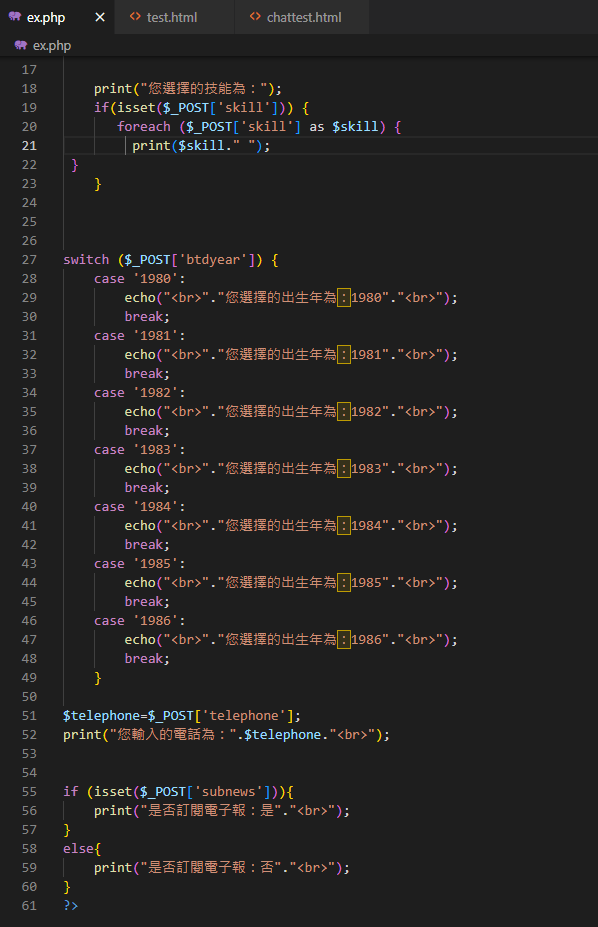 ex.php × <> test.html <> chattest.html
ex.php
17
18 print("您選擇的技能為：");
19 if(isset($_POST['skill'])) {
20 foreach ($_POST['skill'] as $skill) {
21 print($skill." ");
22 }
23 }
24
25
26
27 switch ($_POST['btdyear']) {
28 case '1980':
29 echo("<br>"."您選擇的出生年為：1980"."<br>");
30 break;
31 case '1981':
32 echo("<br>"."您選擇的出生年為：1981"."<br>");
33 break;
34 case '1982':
35 echo("<br>"."您選擇的出生年為：1982"."<br>");
36 break;
37 case '1983':
38 echo("<br>"."您選擇的出生年為：1983"."<br>");
39 break;
40 case '1984':
41 echo("<br>"."您選擇的出生年為：1984"."<br>");
42 break;
43 case '1985':
44 echo("<br>"."您選擇的出生年為：1985"."<br>");
45 break;
46 case '1986':
47 echo("<br>"."您選擇的出生年為：1986"."<br>");
48 break;
49 }
50
51 $telephone=$_POST['telephone'];
52 print("您輸入的電話為：".$telephone."<br>");
53
54
55 if (isset($_POST['subnews'])){
56 print("是否訂閱電子報：是"."<br>");
57 }
58 else{
59 print("是否訂閱電子報：否"."<br>");
60 }
61 ?>